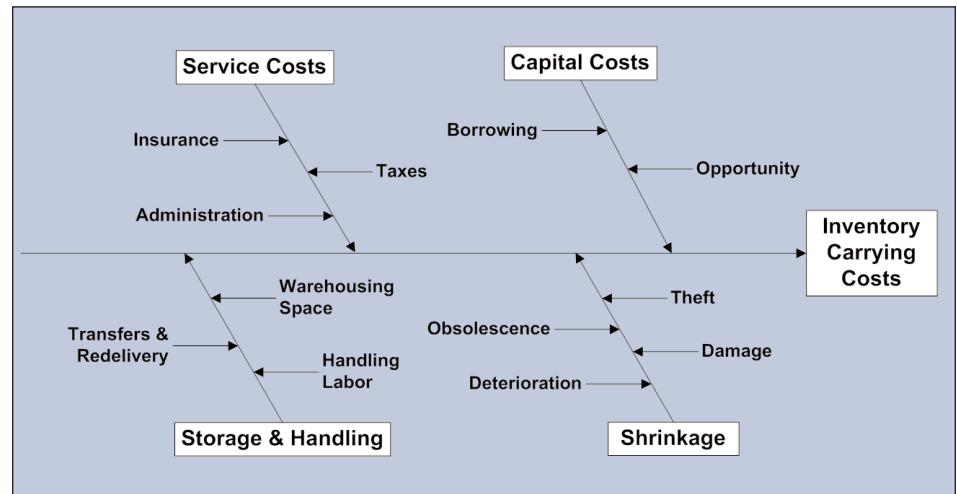 Service Costs
Capital Costs
Insurance
Borrowing
Taxes
Opportunity
Administration
Inventory
Carrying
Costs
Warehousing
Space
Theft
Transfers &
Redelivery
Obsolescence
Handling
Labor
Damage
Deterioration
Storage & Handling
Shrinkage